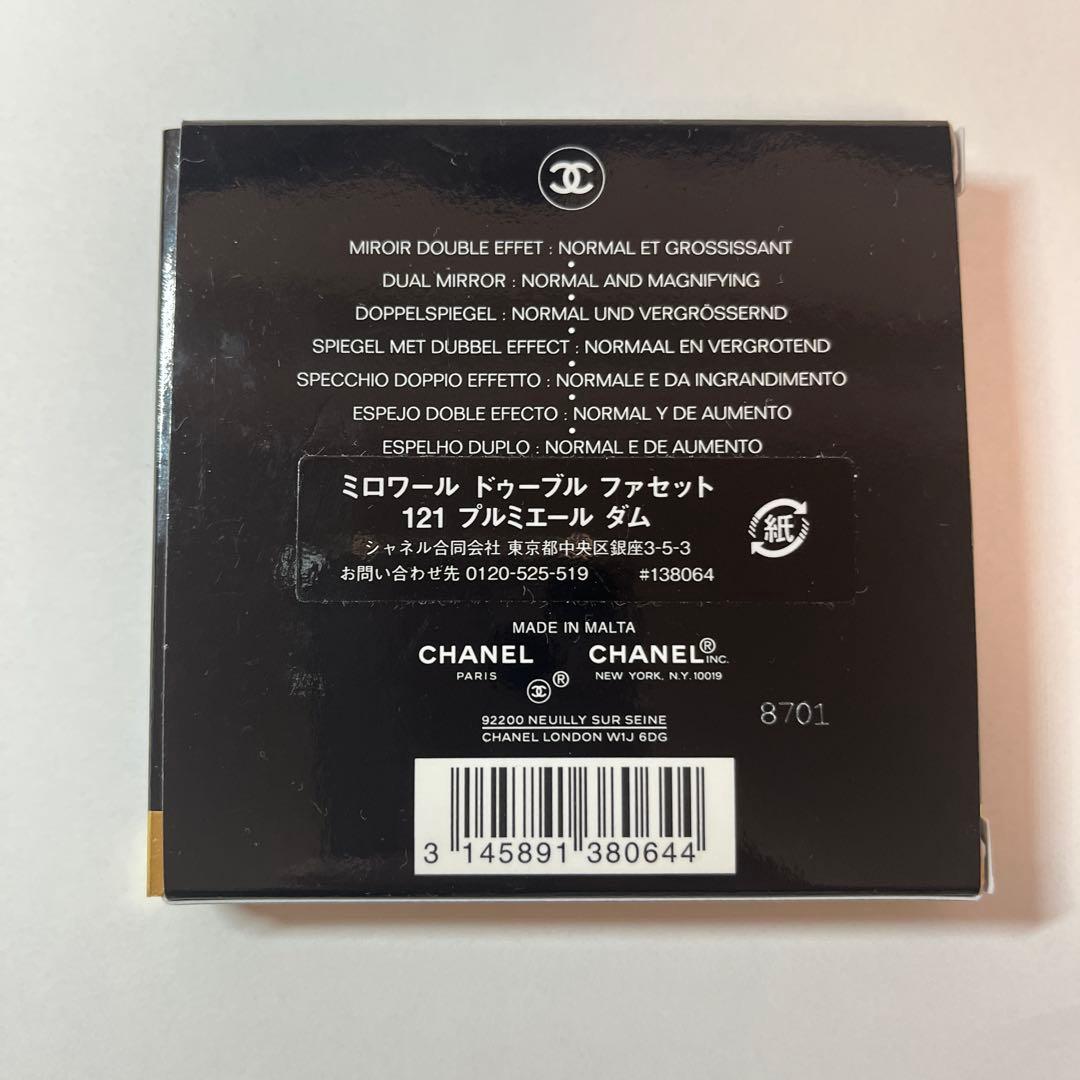 MIROIR DOUBLE EFFET : NORMAL ET GROSSISSANT
•
DUAL MIRROR : NORMAL AND MAGNIFYING
•
DOPPELSPIEGEL : NORMAL UND VERGRÖSSERND
•
SPIEGEL MET DUBBEL EFFECT : NORMAAL EN VERGROTEND
•
SPECCHIO DOPPIO EFFETTO : NORMALE E DA INGRANDIMENTO
•
ESPEJO DOBLE EFECTO : NORMAL Y DE AUMENTO
•
ESPELHO DUPLO : NORMAL E DE AUMENTO
ミロワール ドゥーブル ファセット
121 プルミエール ダム
シャネル合同会社 東京都中央区銀座3-5-3
お問い合わせ先 0120-525-519 #138064
紙
MADE IN MALTA
CHANEL CHANEL® INC.
PARIS NEW YORK, N.Y. 10019
®
92200 NEUILLY SUR SEINE
CHANEL LONDON W1J 6DG
8701
3 145891 380644